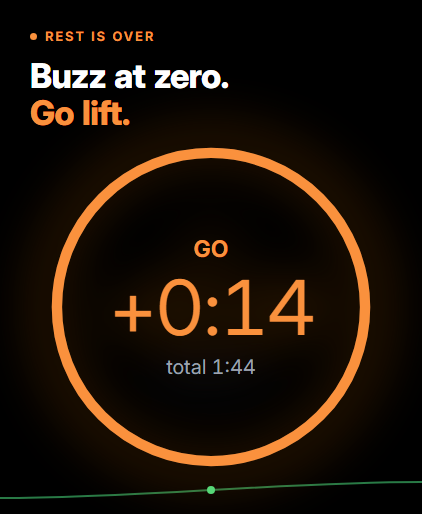 REST IS OVER
Buzz at zero.
Go lift.
GO
+0:14
total 1:44